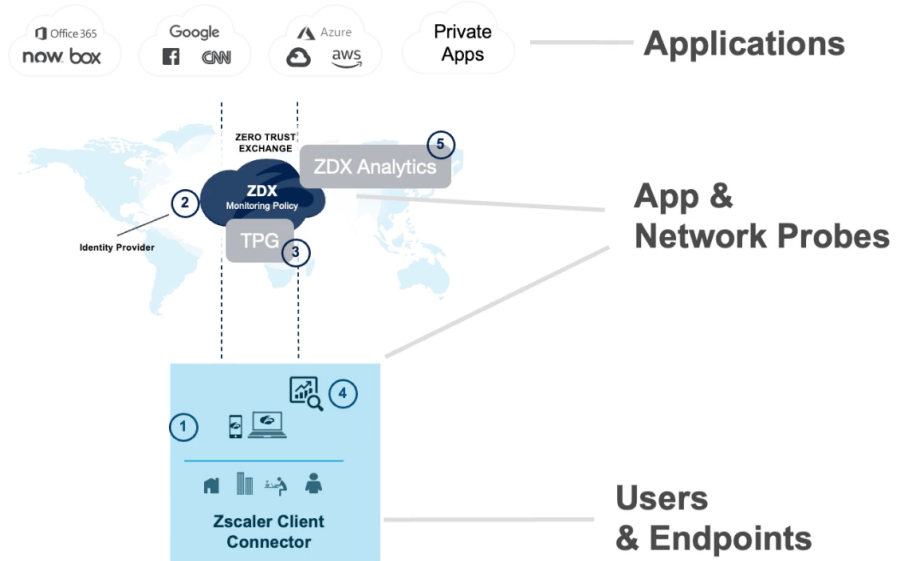 Office 365
now. box
Google
CNN
Azure
aws
Private
Apps
Applications
ZERO TRUST
EXCHANGE
5
ZDX Analytics
2
ZDX
Monitoring Policy
Identity Provider
TPG
3
App &
Network Probes
4
1
Zscaler Client
Connector
Users
& Endpoints